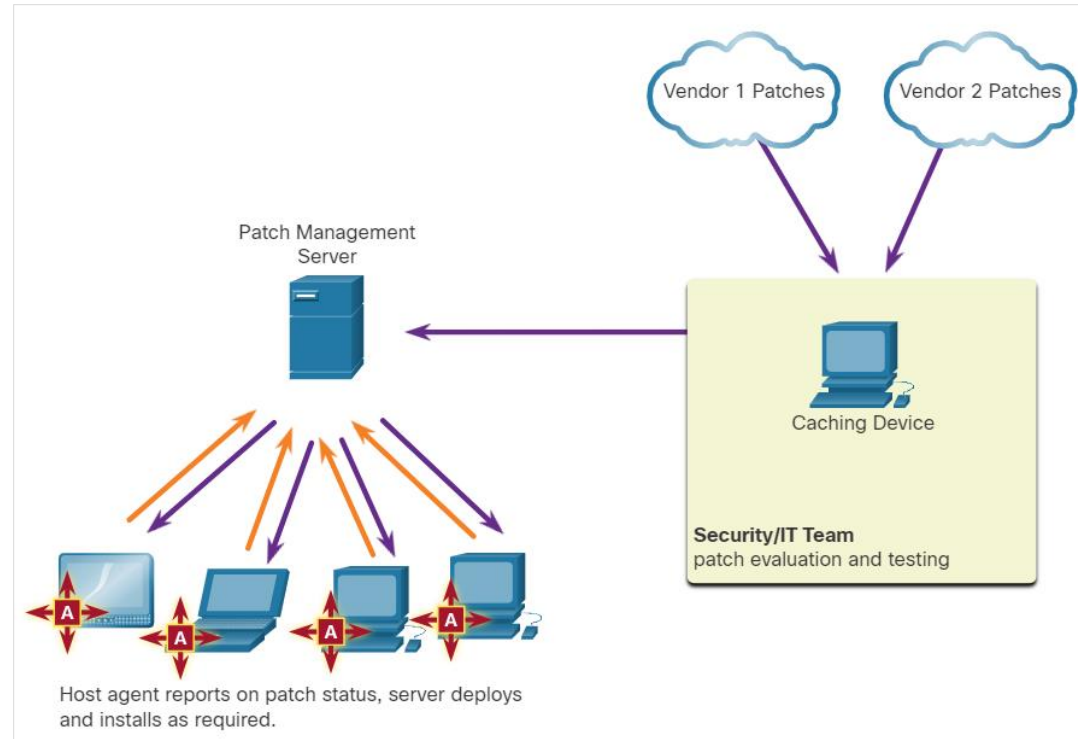 Vendor 1 Patches
Vendor 2 Patches
Patch Management
Server
Caching Device
Security/IT Team
patch evaluation and testing
A
A
A
A
Host agent reports on patch status, server deploys
and installs as required.